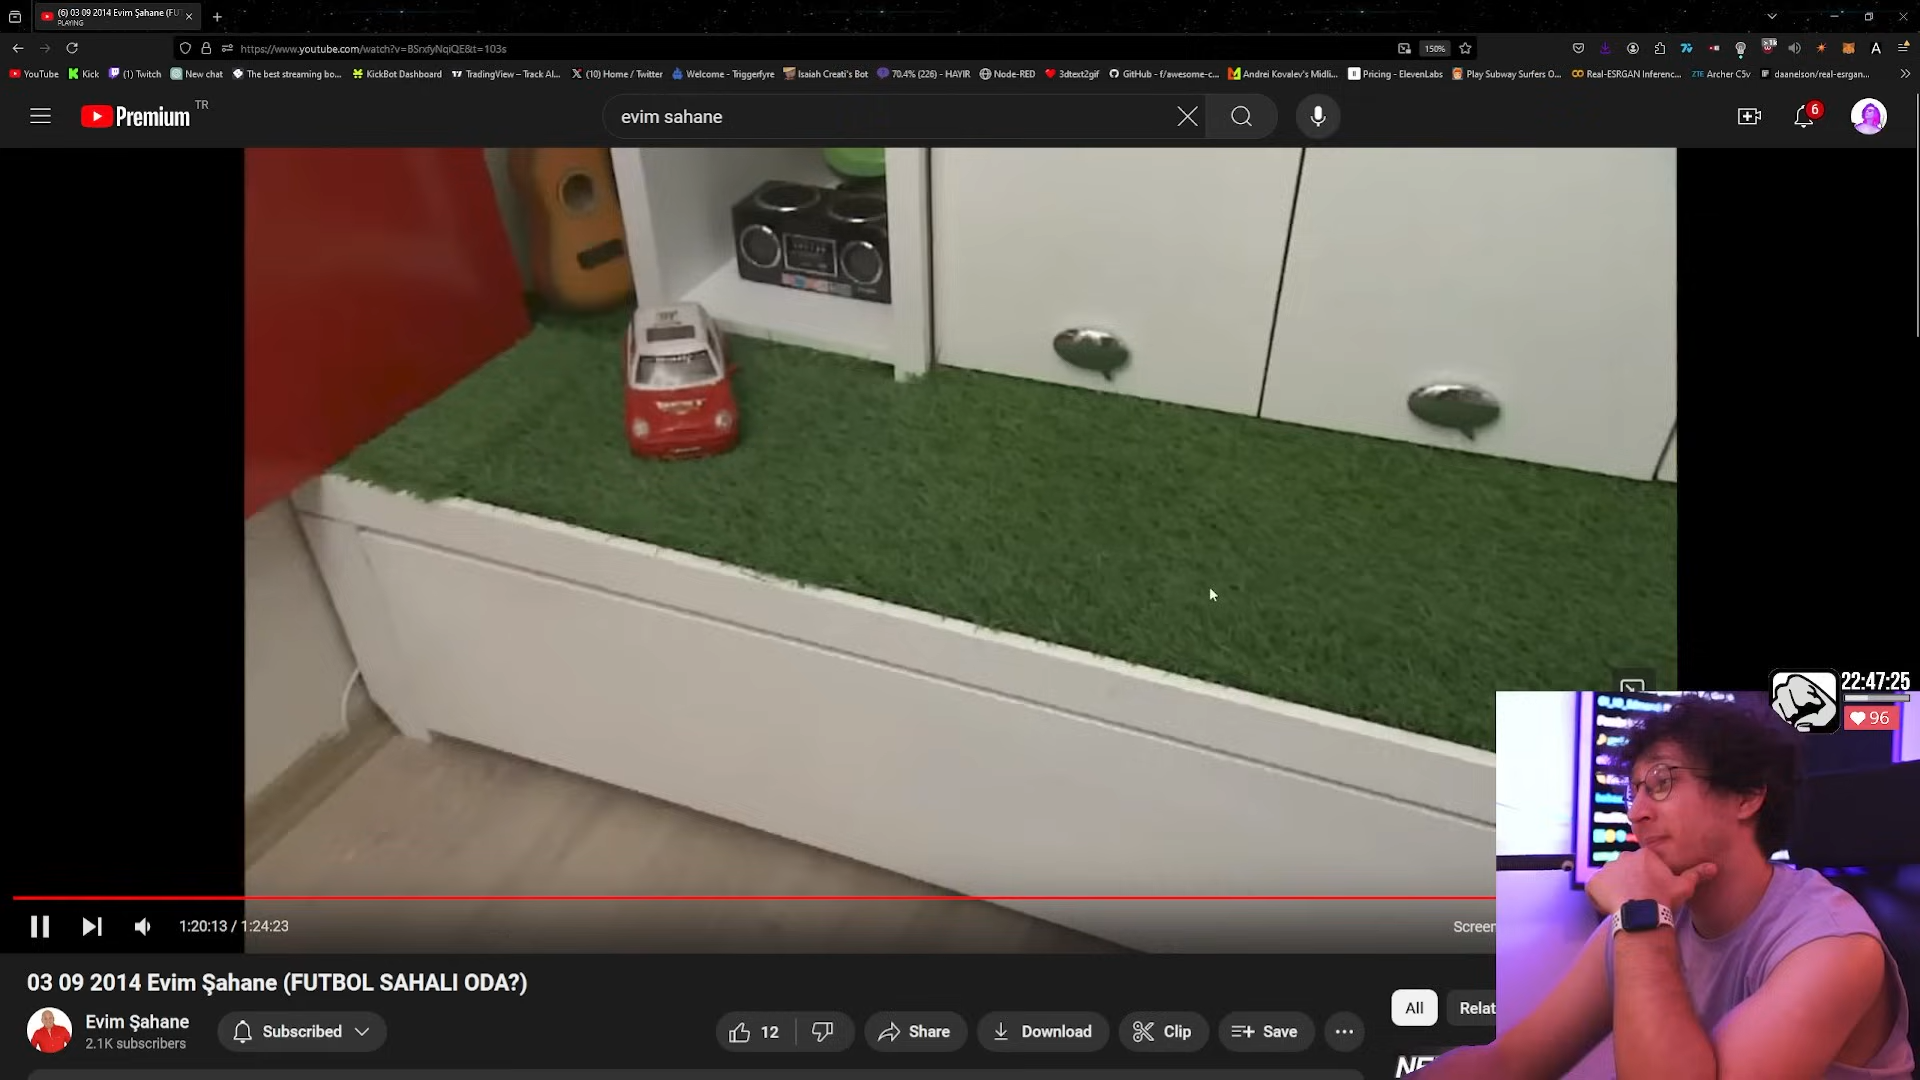 (6) 03 09 2014 Evim Şahane (FU
PLAYING
https://www.youtube.com/watch?v=BSrxfyNqiQE&t=103s
150%
YouTube
Kick
(1) Twitch
New chat
The best streaming bo...
KickBot Dashboard
TradingView – Track Al...
(10) Home / Twitter
Welcome - Triggerfyre
Isaiah Creati's Bot
70.4% (226) - HAYIR
Node-RED
3dtext2gif
GitHub - f/awesome-c...
Andrei Kovalev's Midli...
Pricing - ElevenLabs
Play Subway Surfers O...
Real-ESRGAN Inferenc...
ZTE Archer C5v
daanelson/real-esrgan...
Premium TR
evim sahane
6
22:47:25
96
1:20:13 / 1:24:23
Screen
03 09 2014 Evim Şahane (FUTBOL SAHALI ODA?)
Evim Şahane
2.1K subscribers
Subscribed
12
Share
Download
Clip
Save
All
Relat